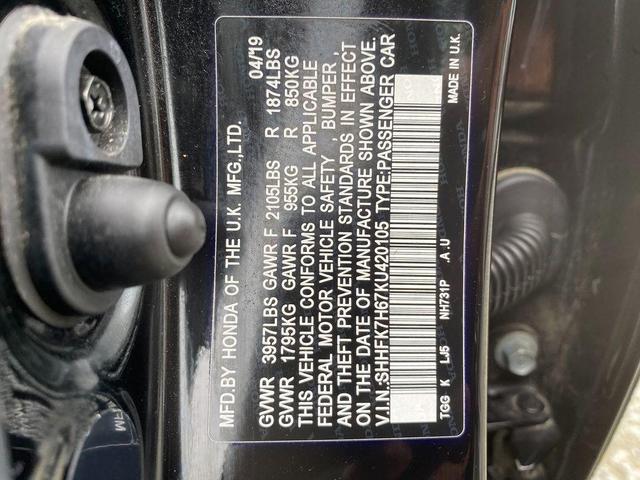 MFD.BY HONDA OF THE U.K. MFG.,LTD. 04/19
GVWR 3957LBS GAWR F 2105LBS R 1874LBS
GVWR 1795KG GAWR F 955KG R 850KG
THIS VEHICLE CONFORMS TO ALL APPLICABLE
FEDERAL MOTOR VEHICLE SAFETY , BUMPER ,
AND THEFT PREVENTION STANDARDS IN EFFECT
ON THE DATE OF MANUFACTURE SHOWN ABOVE.
V.I.N.:SHHFK7H67KU420105 TYPE:PASSENGER CAR
TGG K LJ5 NH731P .A .U MADE IN U.K.